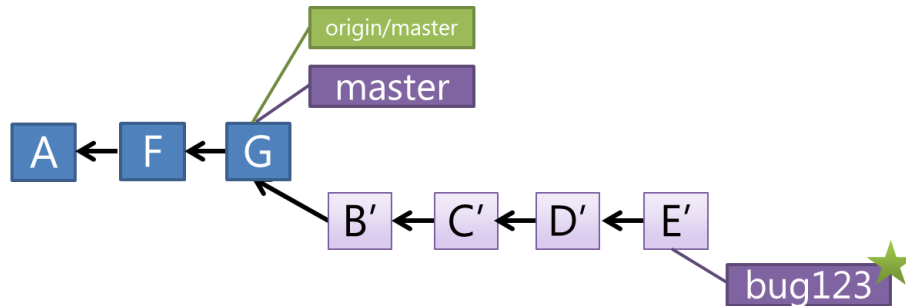 origin/master
master
A
F
G
B’
C’
D’
E’
bug123